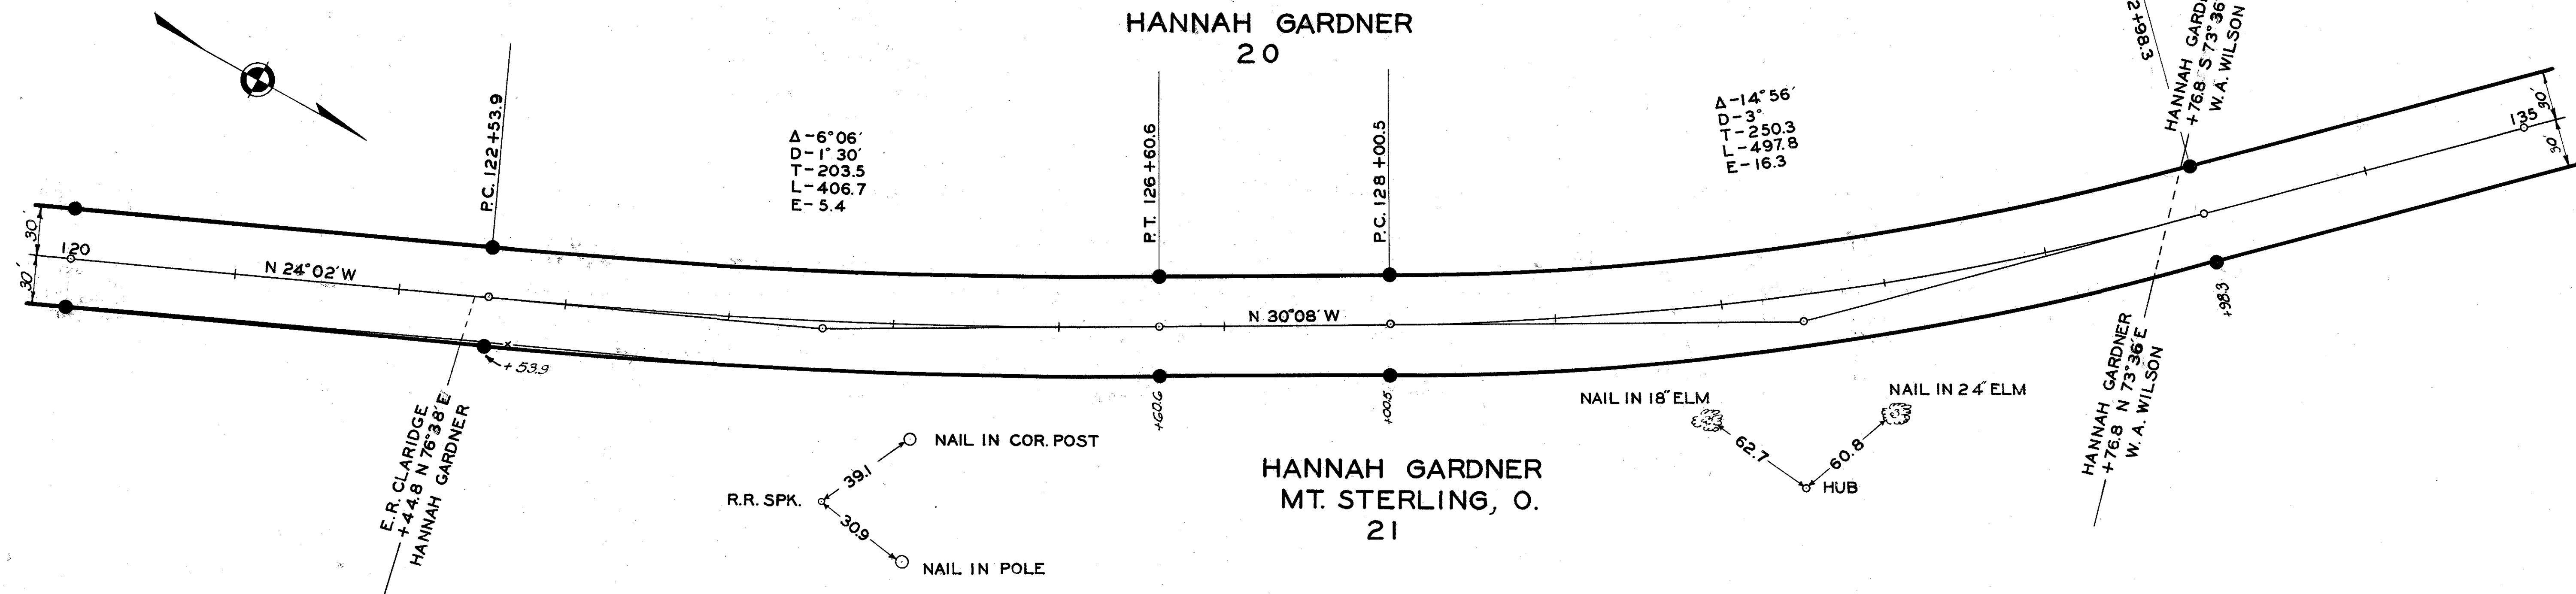 HANNAH GARDNER
20
P.C. 122+53.9
Δ-6°06'
D-1°30'
T-203.5
L-406.7
E-5.4
P.T. 126+60.6
P.C. 128+00.5
Δ-14°56'
D-3°
T-250.3
L-497.8
E-16.3
2+98.3
+76.8 S 73°36'
W. A. WILSON
30'
30'
120
N 24°02'W
N 30°08'W
135
30'
30'
+53.9
+60.6
+00.5
+98.3
E.R. CLARIDGE
+44.8 N 76°38'E
HANNAH GARDNER
R.R. SPK.
39.1
NAIL IN COR. POST
30.9
NAIL IN POLE
HANNAH GARDNER
MT. STERLING, O.
21
NAIL IN 18" ELM
NAIL IN 24" ELM
62.7
60.8
HUB
HANNAH GARDNER
+76.8 N 73°36'E
W. A. WILSON